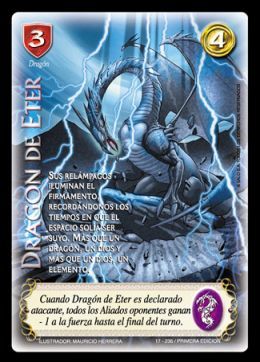 3
4
Dragón
DRAGÓN DE ETER
SUS RELÁMPAGOS
ILUMINAN EL
FIRMAMENTO,
RECORDÁNDONOS LOS
TIEMPOS EN QUE EL
ESPACIO SOLÍA SER
SUYO. MÁS QUE UN
DRAGÓN, UN DIOS Y
MÁS QUE UN DIOS, UN
ELEMENTO.
Cuando Dragón de Eter es declarado
atacante, todos los Aliados oponentes ganan
- 1 a la fuerza hasta el final del turno.
ILUSTRADOR: MAURICIO HERRERA
17 - 236 / PRIMERA EDICIÓN